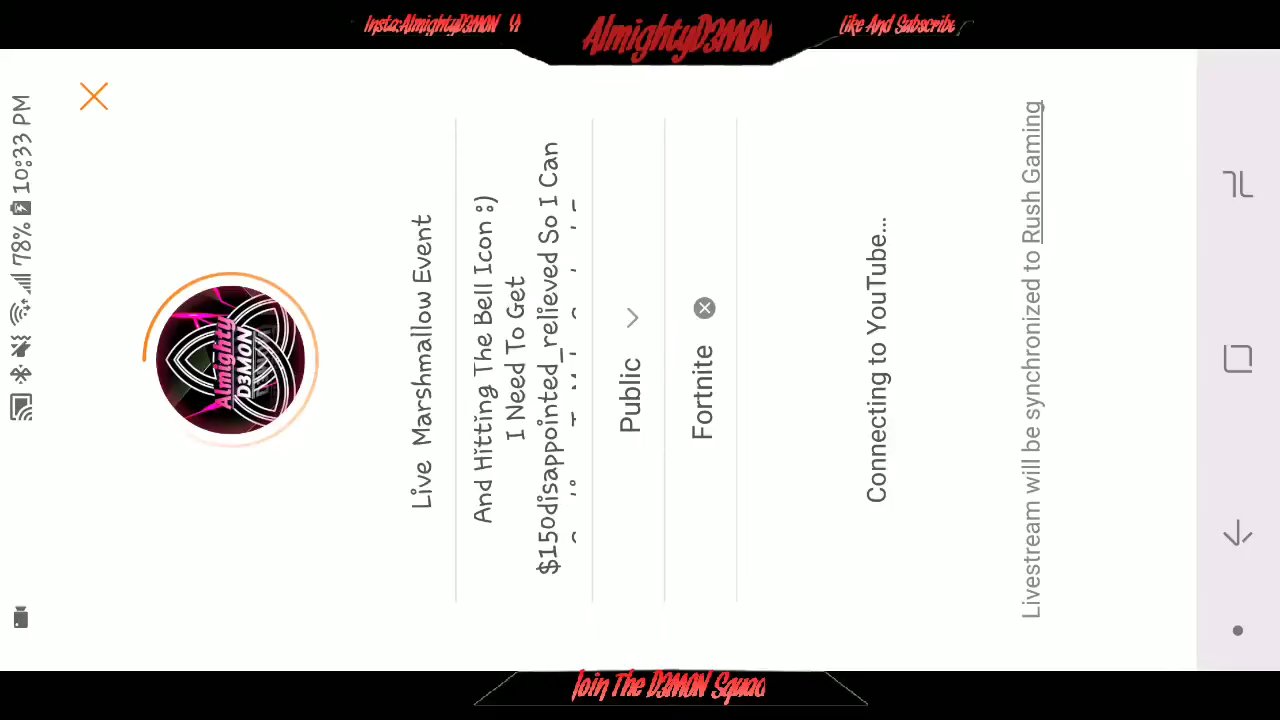 Insta:AlmightyD3MON
AlmightyD3MON
Like And Subscribe
10:33 PM
78%
Almighty
D3MON
Live Marshmallow Event
And Hitting The Bell Icon :)
I Need To Get
$150disappointed_relieved So I Can
Public
Fortnite
Connecting to YouTube...
Livestream will be synchronized to Rush Gaming
Join The D3MON Squad